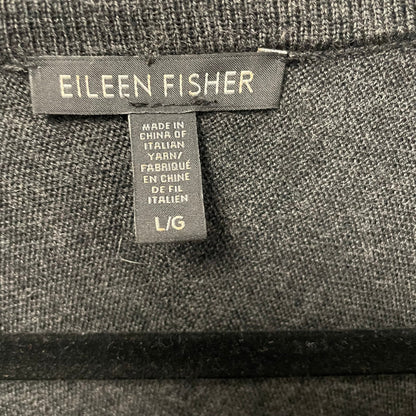 EILEEN FISHER
MADE IN
CHINA OF
ITALIAN
YARN/
FABRIQUÉ
EN CHINE
DE FIL
ITALIEN
L/G